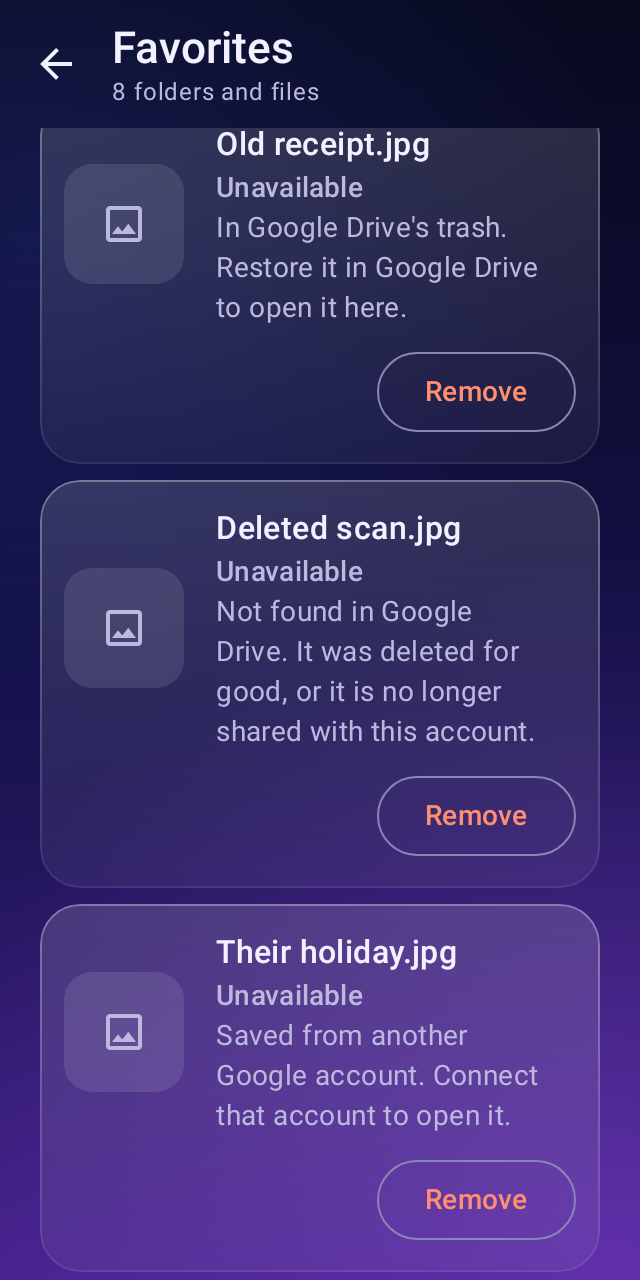 Favorites
8 folders and files
Old receipt.jpg
Unavailable
In Google Drive's trash.
Restore it in Google Drive
to open it here.
Remove
Deleted scan.jpg
Unavailable
Not found in Google
Drive. It was deleted for
good, or it is no longer
shared with this account.
Remove
Their holiday.jpg
Unavailable
Saved from another
Google account. Connect
that account to open it.
Remove